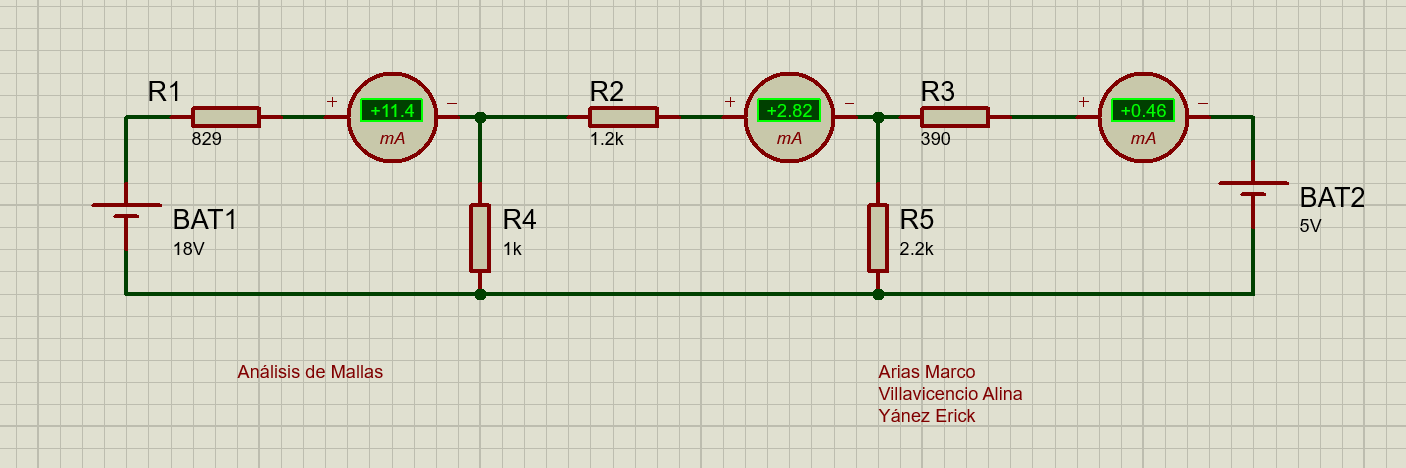 R1
+11.4
mA
829
+
−
R2
+2.82
mA
1.2k
+
−
R3
+0.46
mA
390
+
−
BAT1
18V
R4
1k
R5
2.2k
BAT2
5V
Análisis de Mallas
Arias Marco
Villavicencio Alina
Yánez Erick